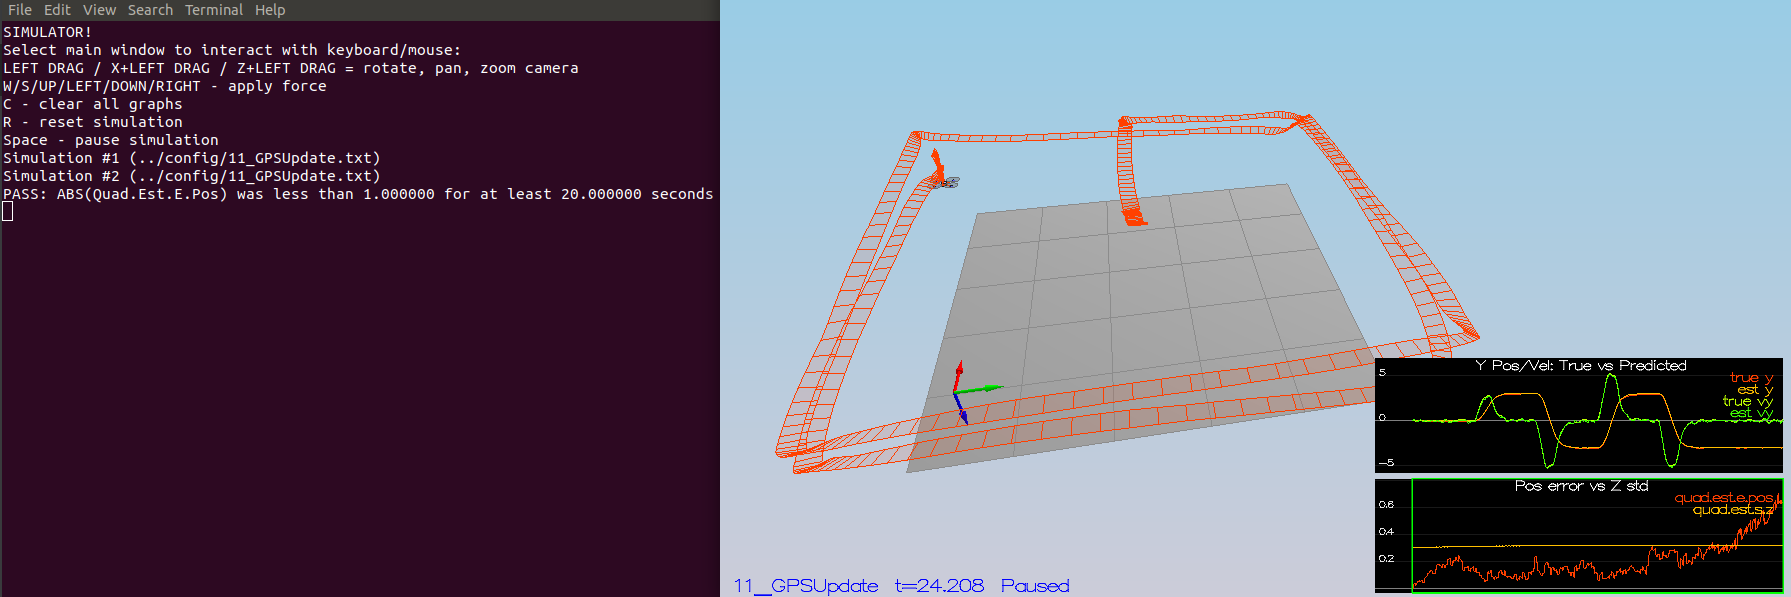 File Edit View Search Terminal Help
SIMULATOR!
Select main window to interact with keyboard/mouse:
LEFT DRAG / X+LEFT DRAG / Z+LEFT DRAG = rotate, pan, zoom camera
W/S/UP/LEFT/DOWN/RIGHT - apply force
C - clear all graphs
R - reset simulation
Space - pause simulation
Simulation #1 (../config/11_GPSUpdate.txt)
Simulation #2 (../config/11_GPSUpdate.txt)
PASS: ABS(Quad.Est.E.Pos) was less than 1.000000 for at least 20.000000 seconds
Y Pos/Vel: True vs Predicted
5
true y
est y
true vy
0
est vy
-5
Pos error vs Z std
quad.est.e.pos
0.6
quad.est.s.z
0.4
0.2
11_GPSUpdate t=24.208 Paused